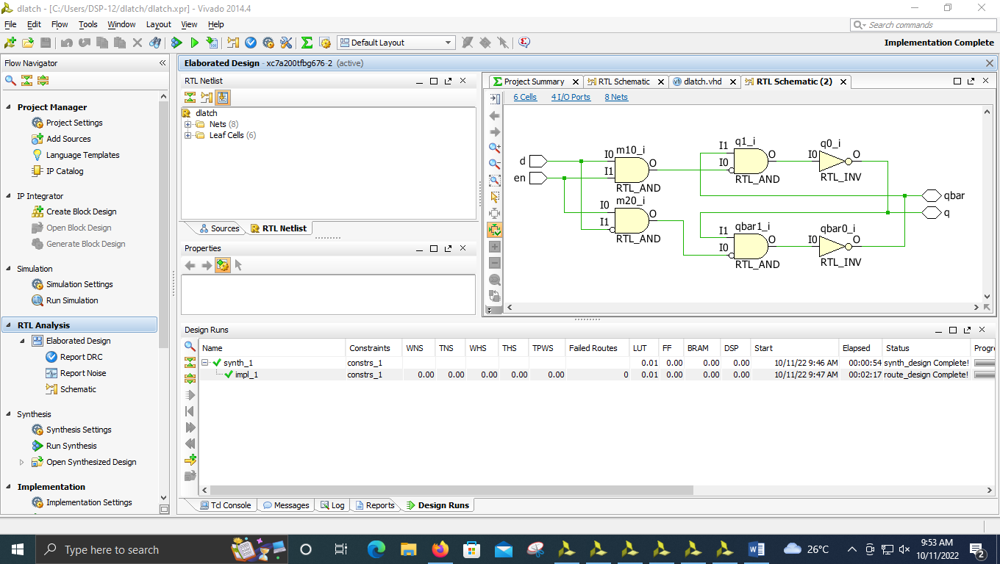 dlatch - [C:/Users/DSP-12/dlatch/dlatch.xpr] - Vivado 2014.4
File Edit Flow Tools Window Layout View Help
Search commands
Default Layout
Implementation Complete
Flow Navigator
Project Manager
Project Settings
Add Sources
Language Templates
IP Catalog
IP Integrator
Create Block Design
Open Block Design
Generate Block Design
Simulation
Simulation Settings
Run Simulation
RTL Analysis
Elaborated Design
Report DRC
Report Noise
Schematic
Synthesis
Synthesis Settings
Run Synthesis
Open Synthesized Design
Implementation
Implementation Settings
Elaborated Design - xc7a200tfbg676-2 (active)
RTL Netlist
dlatch
Nets (8)
Leaf Cells (6)
Sources RTL Netlist
Properties
Project Summary RTL Schematic dlatch.vhd RTL Schematic (2)
6 Cells 4 I/O Ports 8 Nets
d
en
I0 m10_i
I1 O
RTL_AND
I0 m20_i
I1 O
RTL_AND
I1 q1_i
I0 O
RTL_AND
q0_i
I0 O
RTL_INV
I1 qbar1_i
I0 O
RTL_AND
qbar0_i
I0 O
RTL_INV
qbar
q
Design Runs
Name Constraints WNS TNS WHS THS TPWS Failed Routes LUT FF BRAM DSP Start Elapsed Status Progre
synth_1 constrs_1 0.01 0.00 0.00 0.00 10/11/22 9:46 AM 00:00:54 synth_design Complete!
impl_1 constrs_1 0.00 0.00 0.00 0.00 0.00 0 0.01 0.00 0.00 0.00 10/11/22 9:47 AM 00:02:17 route_design Complete!
Tcl Console Messages Log Reports Design Runs
Type here to search
26°C
9:53 AM
10/11/2022
2